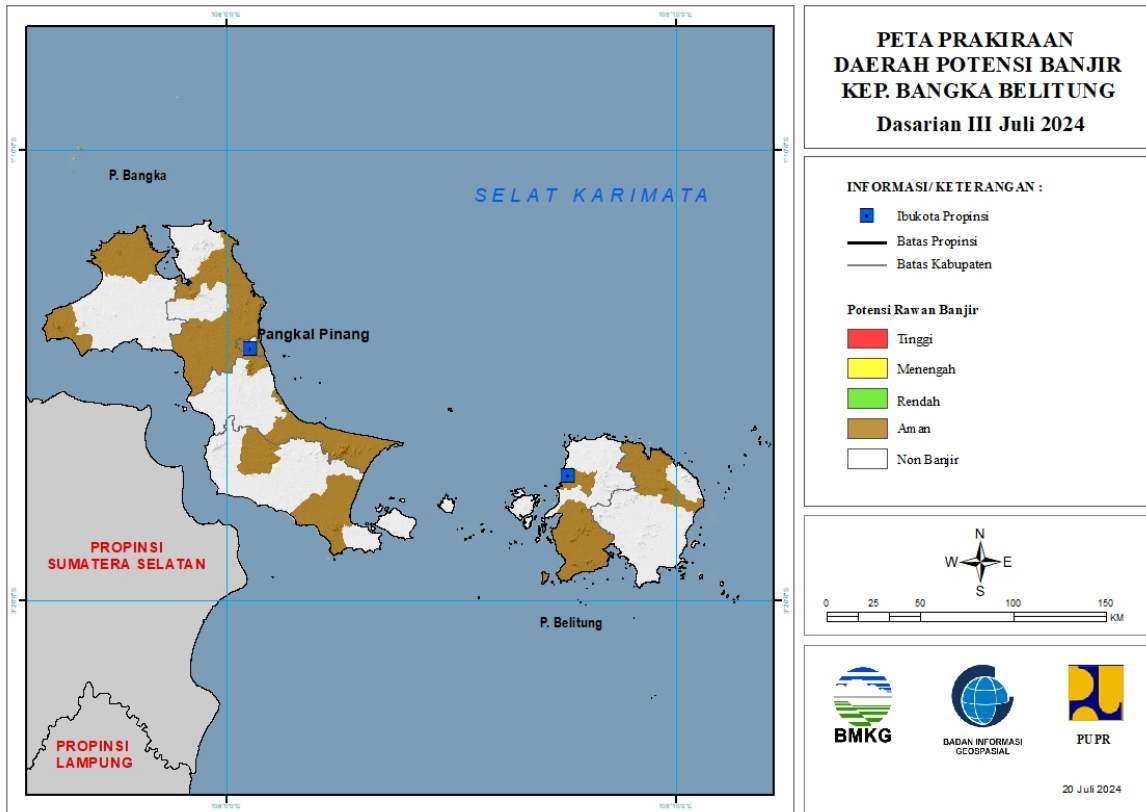 PETA PRAKIRAAN
DAERAH POTENSI BANJIR
KEP. BANGKA BELITUNG
Dasarian III Juli 2024
P. Bangka
SELAT KARIMATA
Pangkal Pinang
PROPINSI
SUMATERA SELATAN
P. Belitung
PROPINSI
LAMPUNG
INFORMASI/ KETERANGAN :
Ibukota Propinsi
Batas Propinsi
Batas Kabupaten
Potensi Rawan Banjir
Tinggi
Menengah
Rendah
Aman
Non Banjir
N
W E
S
0 25 50 100 150
KM
BMKG
BADAN INFORMASI
GEOSPASIAL
PUPR
20 Juli 2024